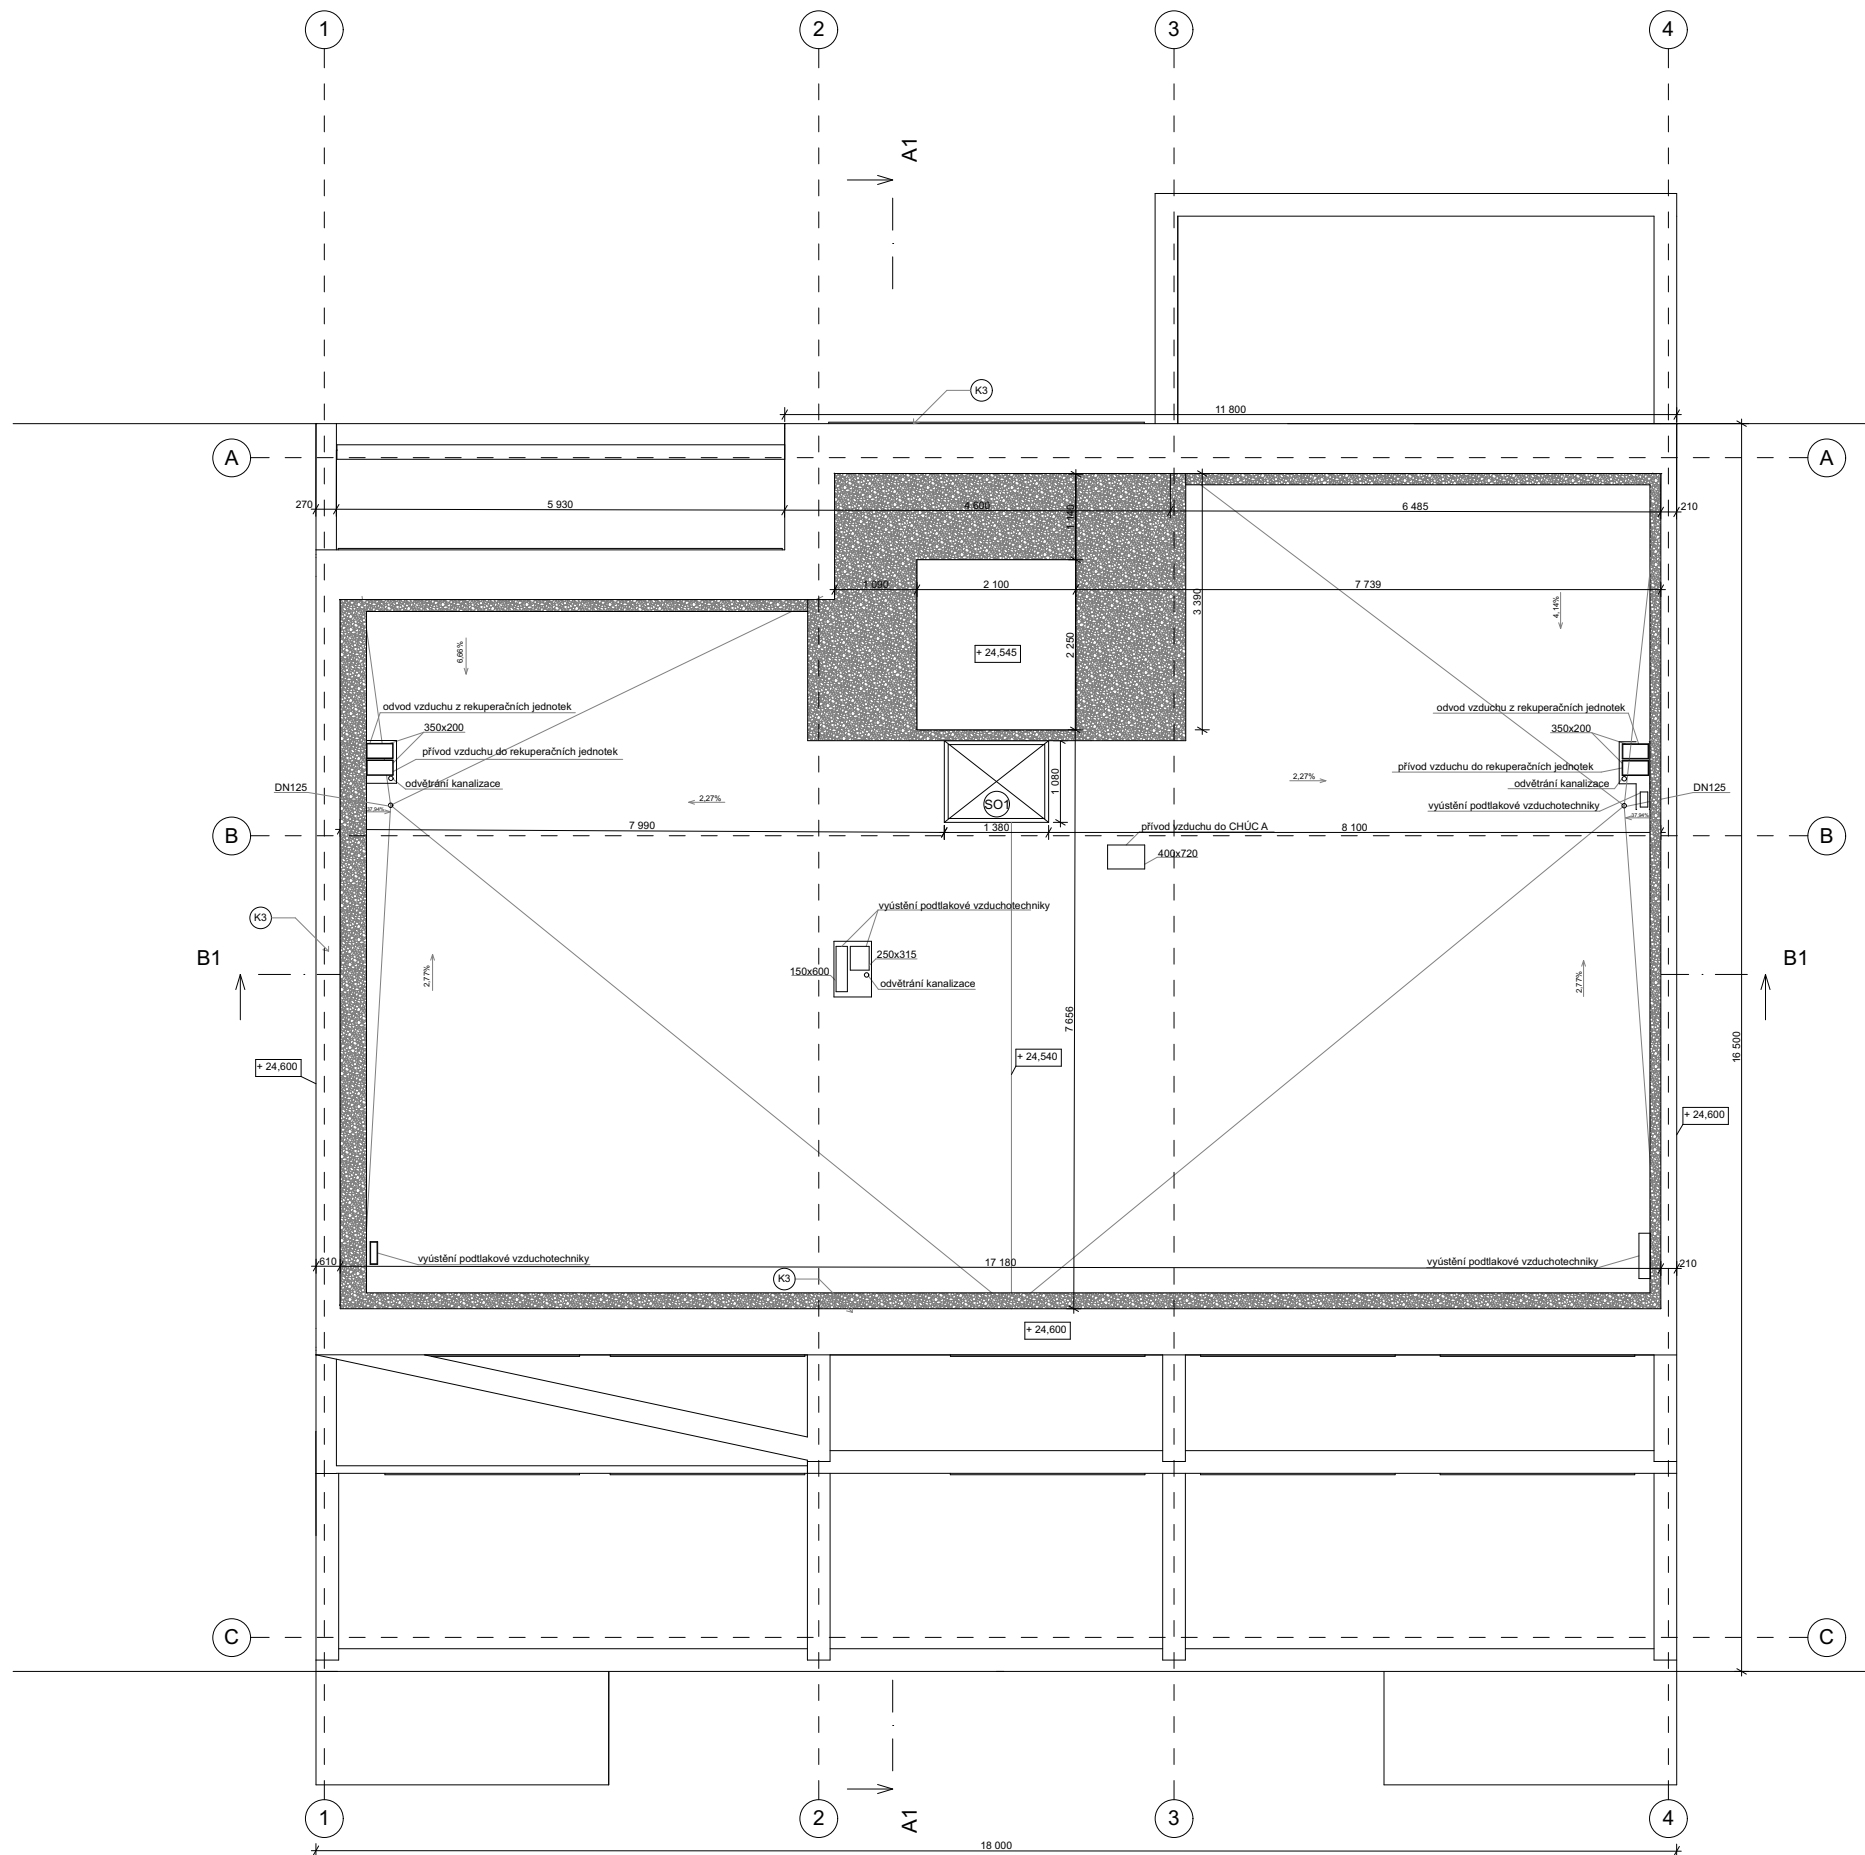 1 2 3 4
A1
K3
11 800
A A
270 5 930 4 600 1 140 6 485 210
1 090 2 100 7 739
3 390
4,14%
6,66% 2 250
+ 24,545
odvod vzduchu z rekuperačních jednotek odvod vzduchu z rekuperačních jednotek
350x200 350x200
přívod vzduchu do rekuperačních jednotek přívod vzduchu do rekuperačních jednotek
odvětrání kanalizace odvětrání kanalizace
2,27% 1 080
DN125 DN125
2,27% SO1 vyústění podtlakové vzduchotechniky
37,94% 37,94%
7 990 1 380 přívod vzduchu do CHÚC A 8 100
B B
400x720
vyústění podtlakové vzduchotechniky
K3
B1 250x315 B1
150x600
odvětrání kanalizace
2,77% 2,77%
7 656
16 500
+ 24,540
+ 24,600
+ 24,600
vyústění podtlakové vzduchotechniky vyústění podtlakové vzduchotechniky
610 17 180 210
K3
+ 24,600
C C
1 2 3 4
A1
18 000